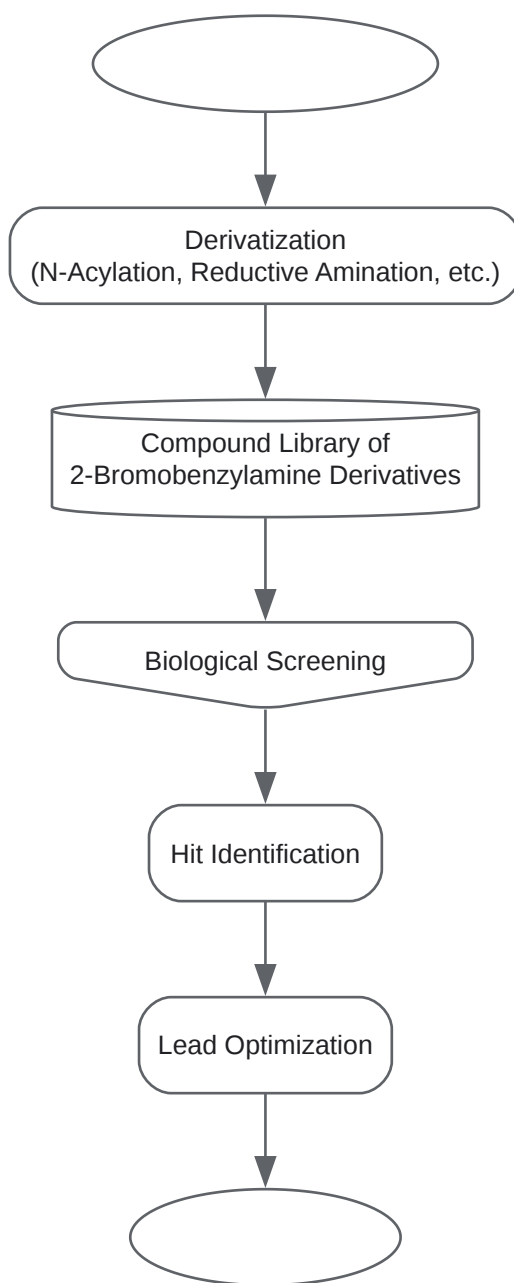 Derivatization
(N-Acylation, Reductive Amination, etc.)
Compound Library of
2-Bromobenzylamine Derivatives
Biological Screening
Hit Identification
Lead Optimization